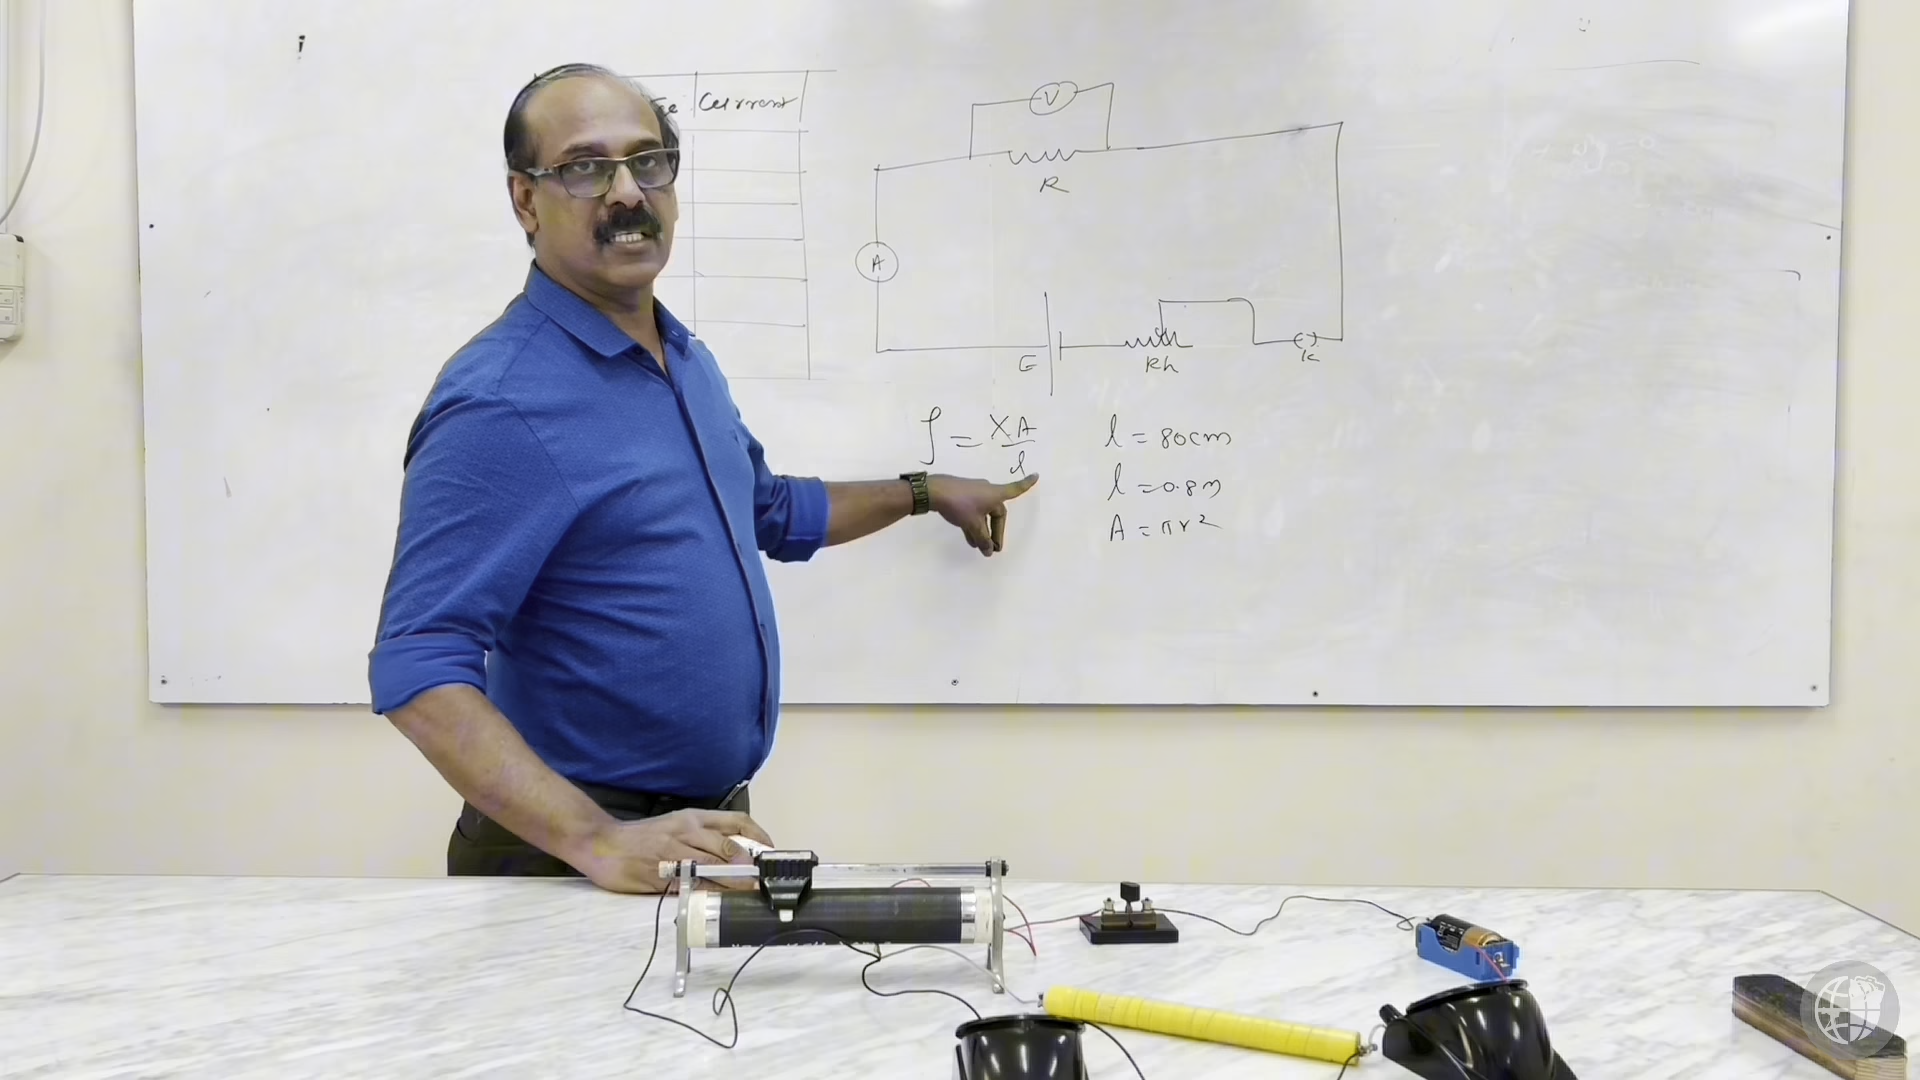 Current
V
R
A
E
Rh
K
ρ = XA/l
l = 80cm
l = 0.8m
A = πr²